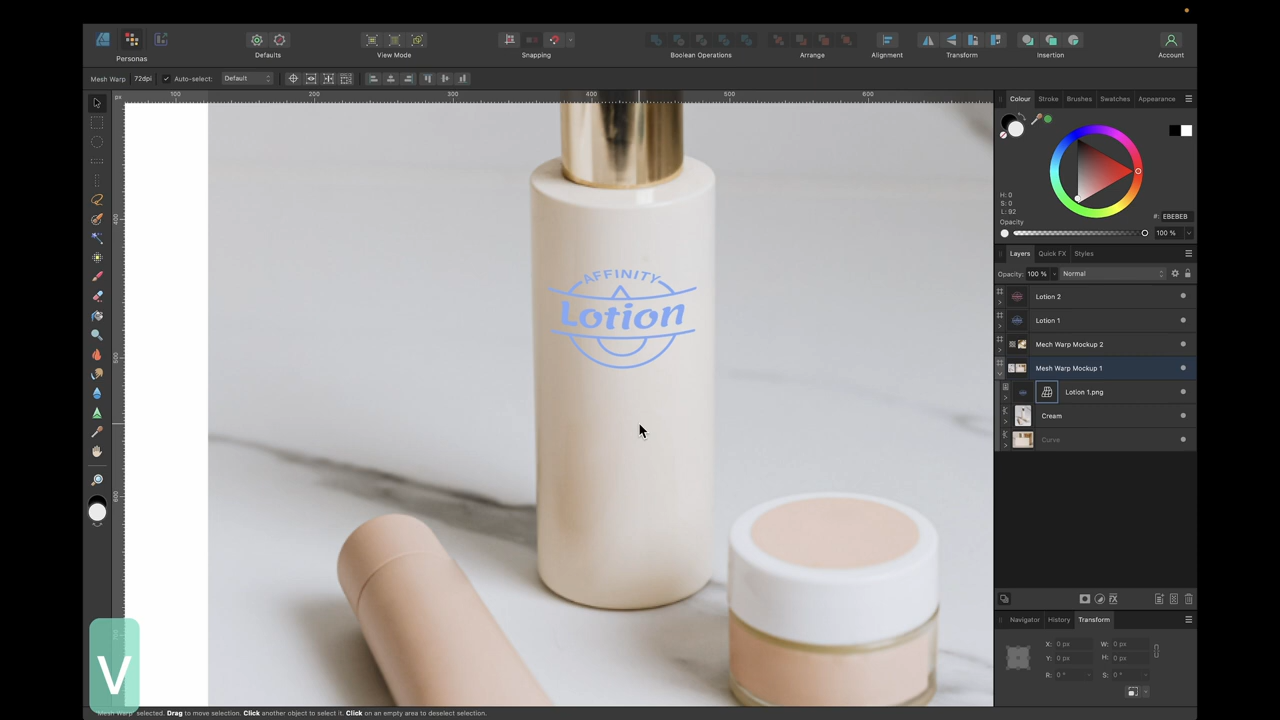 Personas
Defaults
View Mode
Snapping
Boolean Operations
Arrange
Alignment
Transform
Insertion
Account
Mesh Warp
72dpi
Auto-select:
Default
px
100
200
300
400
500
600
Colour
Stroke
Brushes
Swatches
Appearance
H: 0
S: 0
L: 92
#: EBEBEB
Opacity
100 %
Layers
Quick FX
Styles
Opacity: 100 %
Normal
Lotion 2
Lotion 1
Mech Warp Mockup 2
Mesh Warp Mockup 1
Lotion 1.png
Cream
Curve
AFFINITY
Lotion
400
500
600
Navigator
History
Transform
X: 0 px
W: 0 px
Y: 0 px
H: 0 px
R: 0 °
S: 0 °
V
'Mesh Warp' selected. Drag to move selection. Click another object to select it. Click on an empty area to deselect selection.